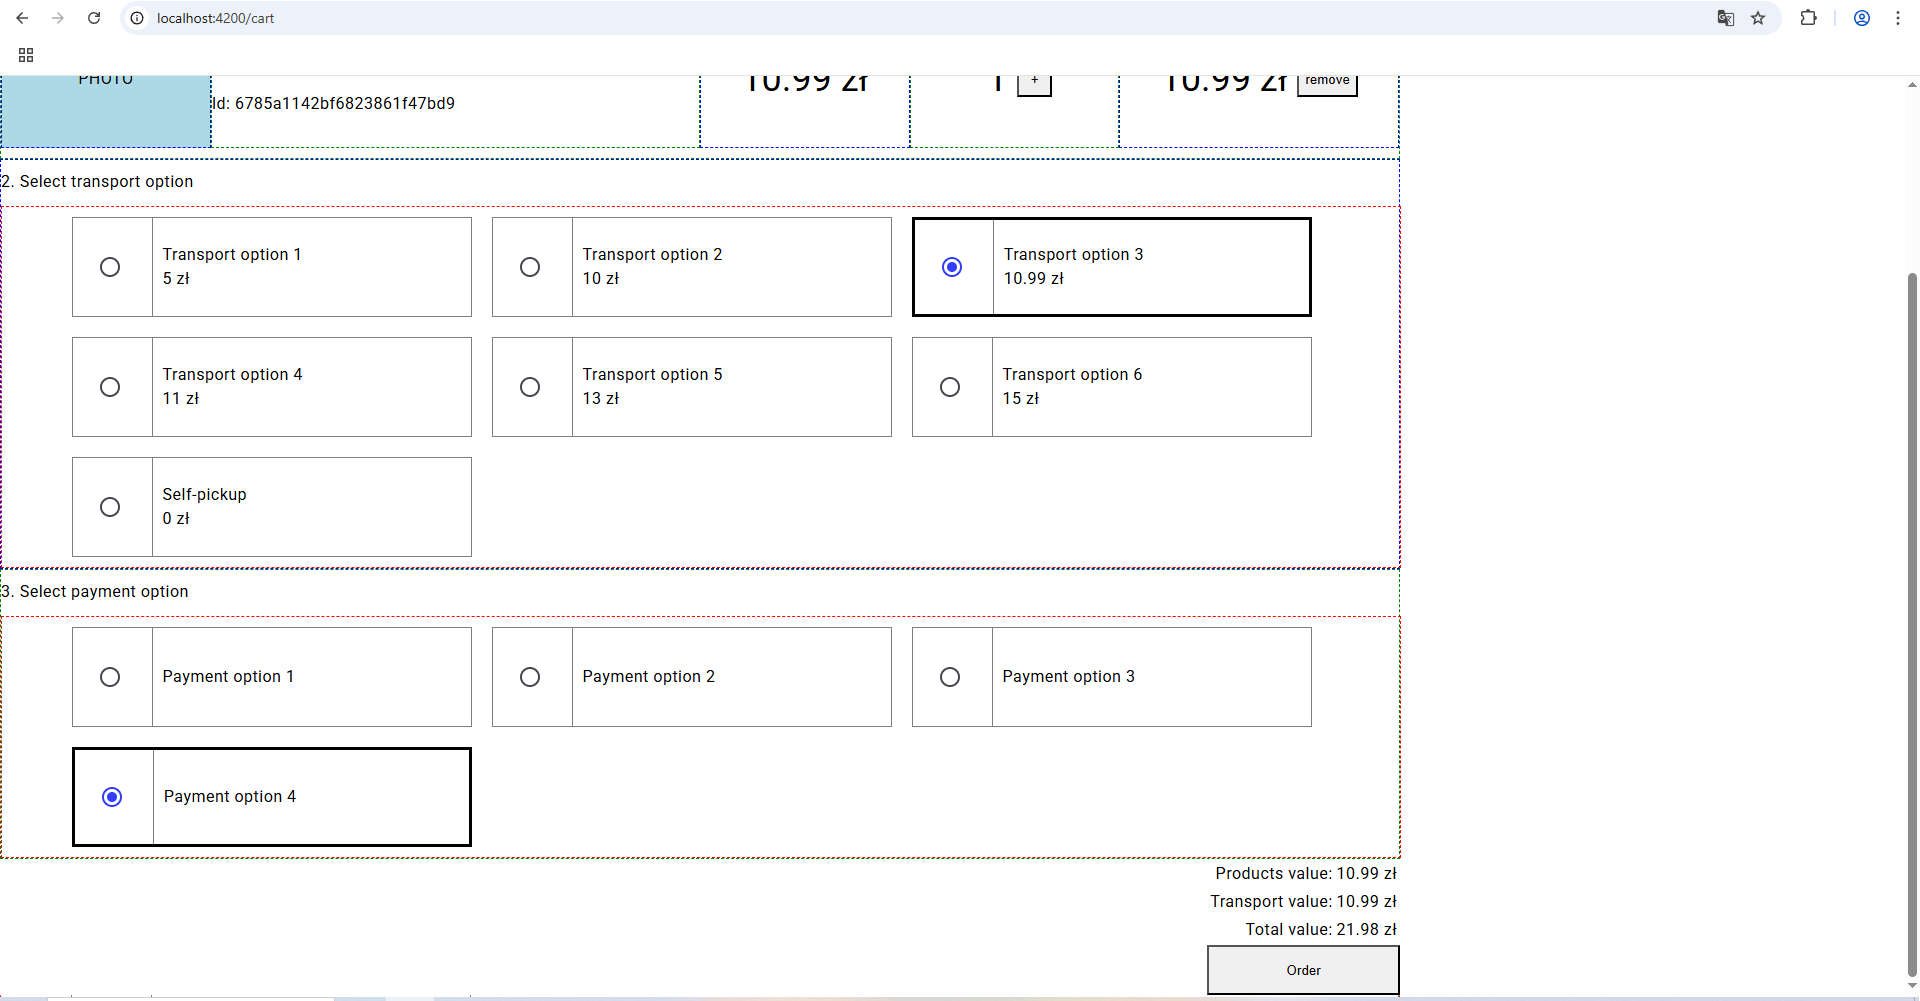 localhost:4200/cart
PHOTO
10.99 zł
1 +
10.99 zł remove
Id: 6785a1142bf6823861f47bd9
2. Select transport option
Transport option 1
5 zł
Transport option 2
10 zł
Transport option 3
10.99 zł
Transport option 4
11 zł
Transport option 5
13 zł
Transport option 6
15 zł
Self-pickup
0 zł
3. Select payment option
Payment option 1
Payment option 2
Payment option 3
Payment option 4
Products value: 10.99 zł
Transport value: 10.99 zł
Total value: 21.98 zł
Order